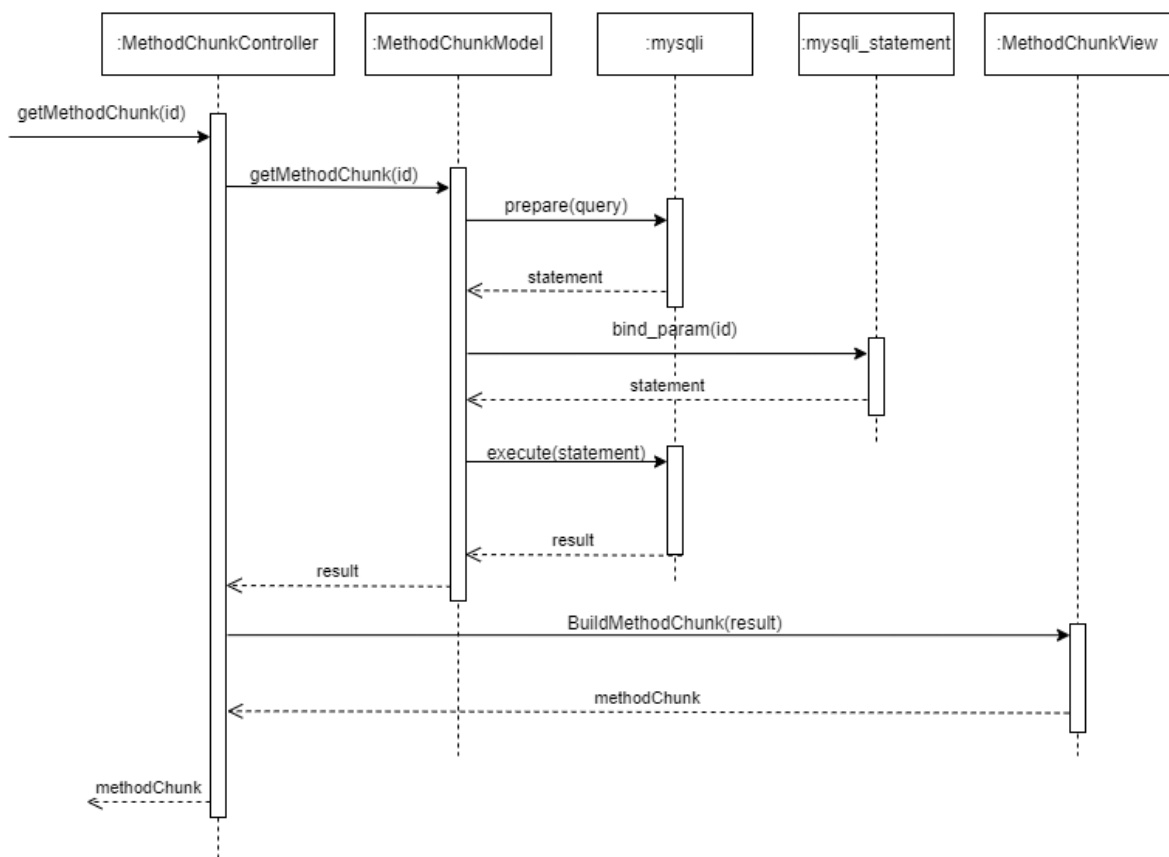 :MethodChunkController
:MethodChunkModel
:mysqli
:mysqli_statement
:MethodChunkView
getMethodChunk(id)
getMethodChunk(id)
prepare(query)
statement
bind_param(id)
statement
execute(statement)
result
result
BuildMethodChunk(result)
methodChunk
methodChunk